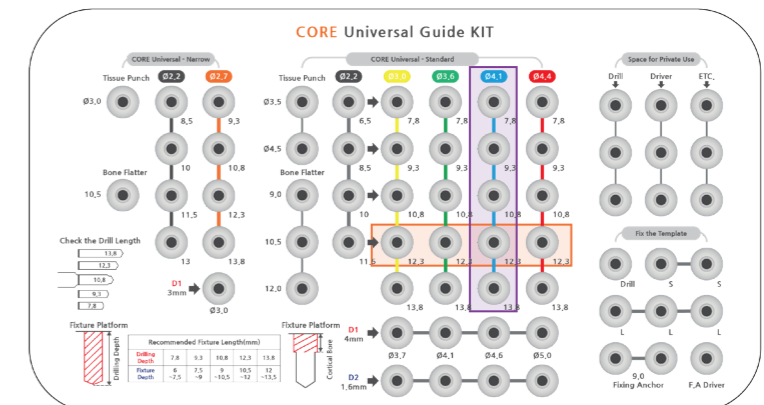 CORE Universal Guide KIT
CORE Universal - Narrow
CORE Universal - Standard
Space for Private Use
Tissue Punch Ø2,2 Ø2,7
Tissue Punch Ø2,2 Ø3,0 Ø3,6 Ø4,1 Ø4,4
Drill Driver ETC,
Ø3,0
Ø3,5
8,5 9,3
6,5 7,8 7,8 7,8 7,8
Ø4,5
10 10,8
8,5 9,3 9,3 9,3 9,3
Bone Flatter
Bone Flatter
10,5
9,0
11,5 12,3
10 10,8 10,8 10,8 10,8
Fix the Template
Check the Drill Length
13,8
12,3
10,8
9,3
7,8
10,5
13 13,8
11,5 12,3 12,3 12,3 12,3
Drill S S
D1
3mm
Ø3,0
12,0
13,8 13,8 13,8 13,8
L L L
Fixture Platform
Drilling Depth
Recommended Fixture Length(mm)
Drilling Depth 7,8 9,3 10,8 12,3 13,8
Fixture Depth 6 ~7,5 7,5 ~9 9 ~10,5 10,5 ~12 12 ~13,5
Fixture Platform
Cortical Bone
D1
4mm
Ø3,7 Ø4,1 Ø4,6 Ø5,0
D2
1,6mm
9,0
Fixing Anchor F,A Driver